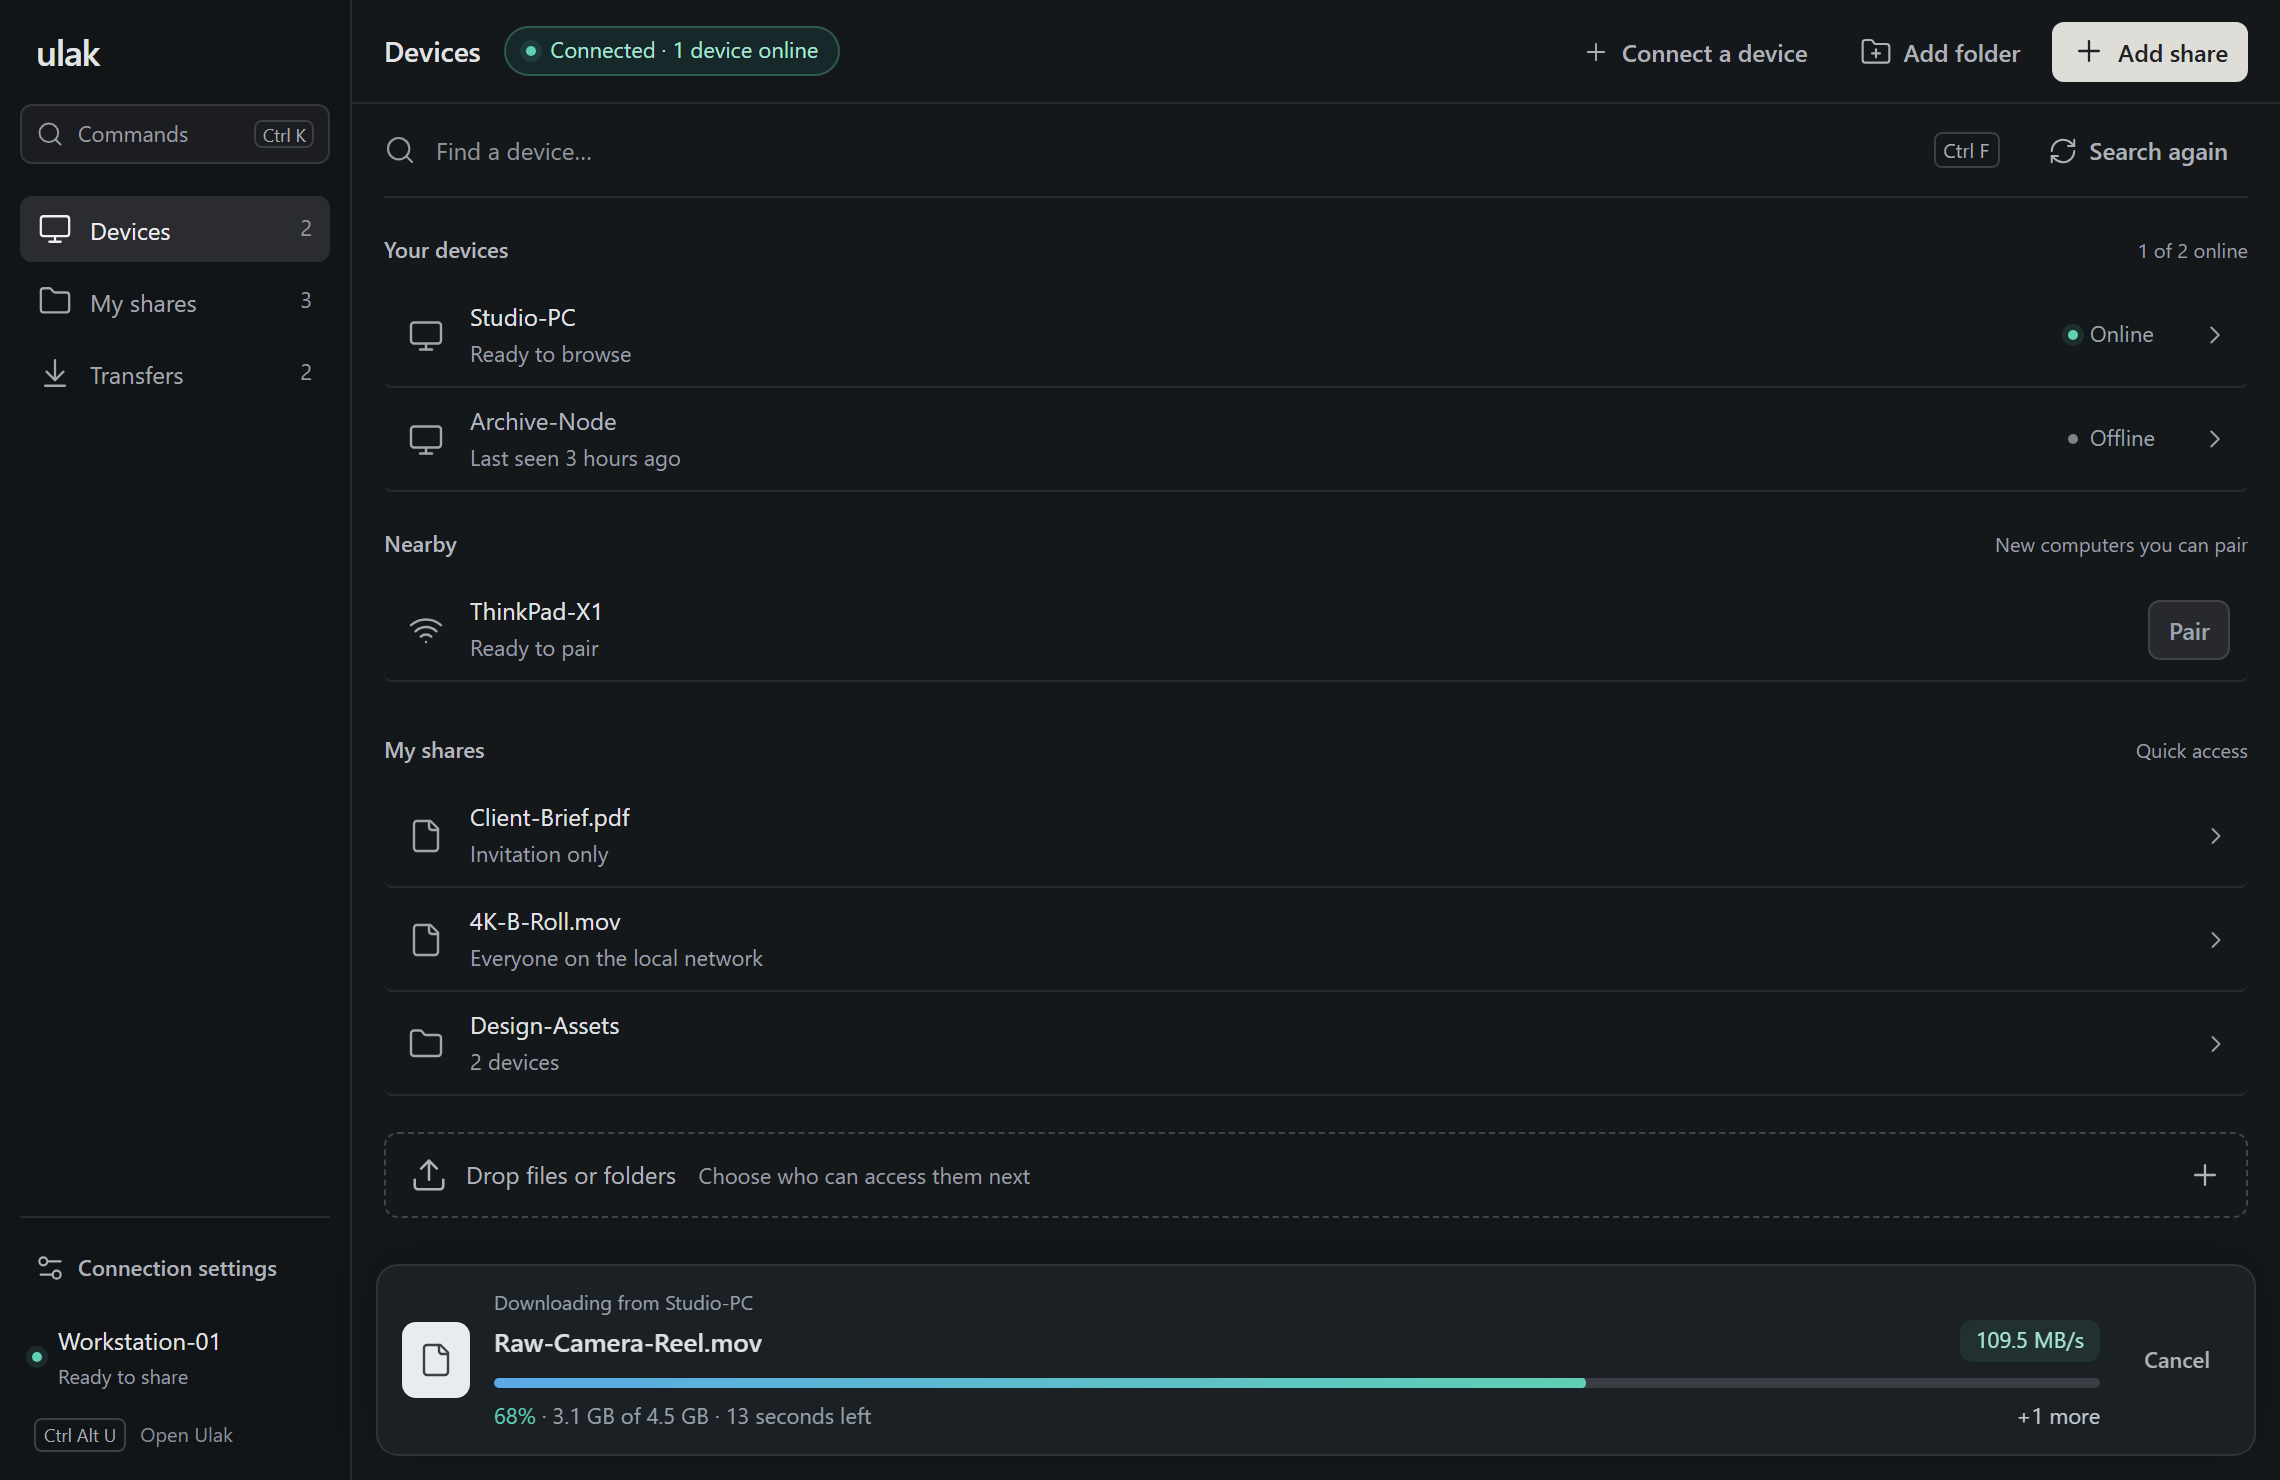 ulak
Commands Ctrl K
Devices 2
My shares 3
Transfers 2
Connection settings
Workstation-01
Ready to share
Ctrl Alt U Open Ulak
Devices Connected · 1 device online Connect a device Add folder Add share
Find a device... Ctrl F Search again
Your devices 1 of 2 online
Studio-PC
Ready to browse
Online
Archive-Node
Last seen 3 hours ago
Offline
Nearby New computers you can pair
ThinkPad-X1
Ready to pair
Pair
My shares Quick access
Client-Brief.pdf
Invitation only
4K-B-Roll.mov
Everyone on the local network
Design-Assets
2 devices
Drop files or folders Choose who can access them next
Downloading from Studio-PC
Raw-Camera-Reel.mov
109.5 MB/s
Cancel
68% · 3.1 GB of 4.5 GB · 13 seconds left
+1 more